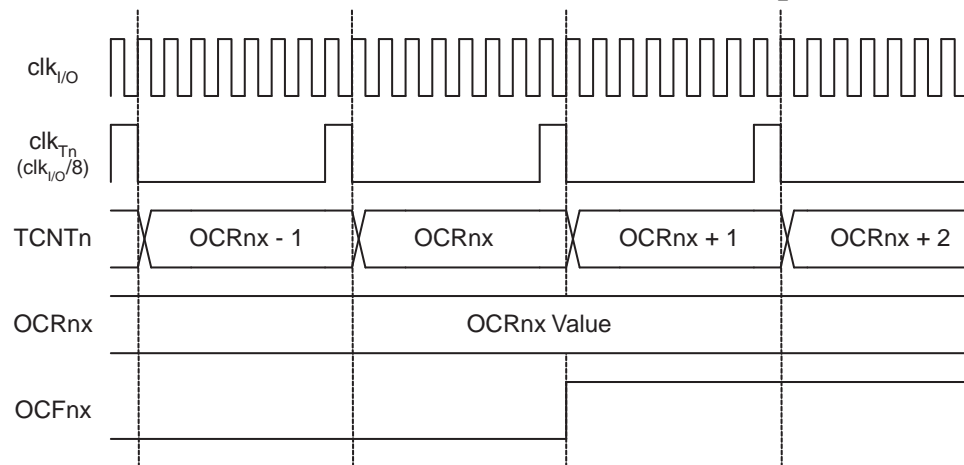 clkI/O
clkTn
(clkI/O/8)
TCNTn OCRnx - 1 OCRnx OCRnx + 1 OCRnx + 2
OCRnx OCRnx Value
OCFnx